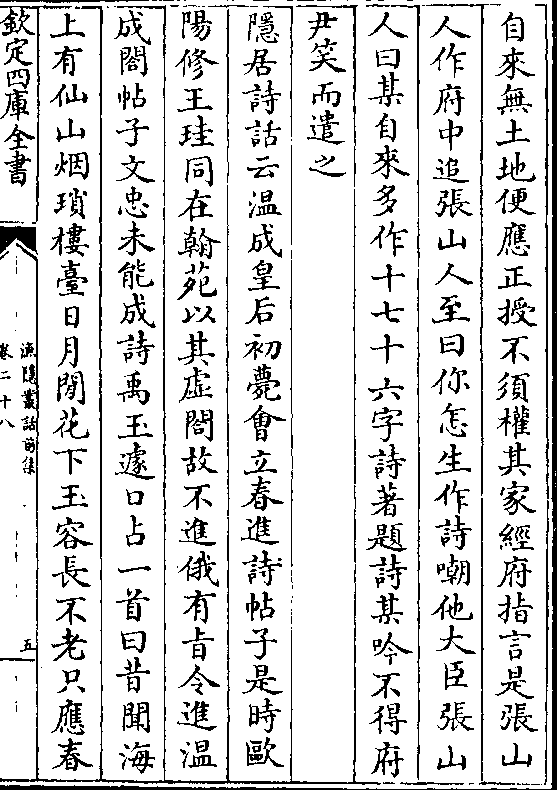 自來無土地便應正授不須權其家經府指言是張山
人作府中追張山人至曰你怎生作詩嘲他大臣張山
人曰某自來多作十七十六字詩著題詩某吟不得府
尹笑而遣之
隱居詩話云溫成皇后初薨會立春進詩帖子是時歐
陽修王珪同在翰苑以其虛閤故不進俄有旨令進溫
成閤帖子文忠未能成詩禹玉遽口占一首曰昔聞海
上有仙山烟瑣樓臺日月閒花下玉容長不老只應春
欽定四庫全書
漁隱叢話前集
卷二十八
五